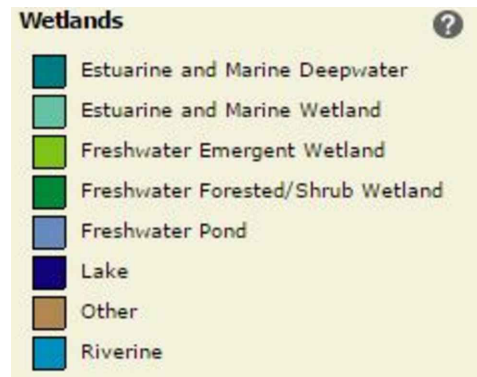 Wetlands ?
Estuarine and Marine Deepwater
Estuarine and Marine Wetland
Freshwater Emergent Wetland
Freshwater Forested/Shrub Wetland
Freshwater Pond
Lake
Other
Riverine